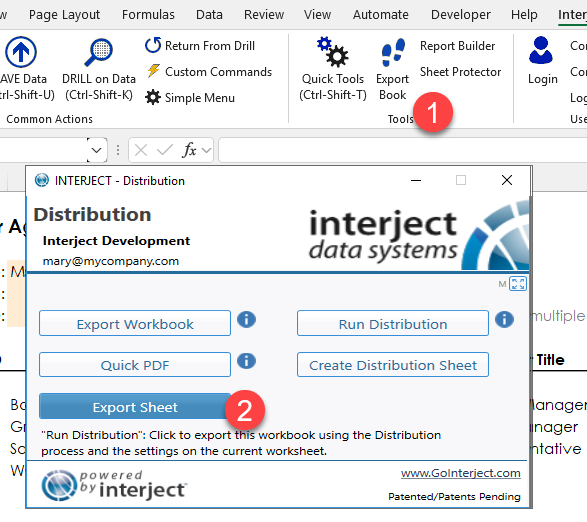 w
Page Layout
Formulas
Data
Review
View
Automate
Developer
Help
Inter
AVE Data
(Ctrl-Shift-U)
DRILL on Data
(Ctrl-Shift-K)
Return From Drill
Custom Commands
Simple Menu
Quick Tools
(Ctrl-Shift-T)
Export
Book
Report Builder
Sheet Protector
Login
Co
Co
Lo
Common Actions
Tools
Use
1
fx
INTERJECT - Distribution
Distribution
Interject Development
mary@mycompany.com
interject
data systems
M
r Ag
: M
:
:
multiple
Export Workbook
Run Distribution
Quick PDF
Create Distribution Sheet
Export Sheet
2
"Run Distribution": Click to export this workbook using the Distribution
process and the settings on the current worksheet.
Title
Bo
Manager
Gr
anager
Sa
ntative
W
powered
by interject
www.GoInterject.com
Patented/Patents Pending